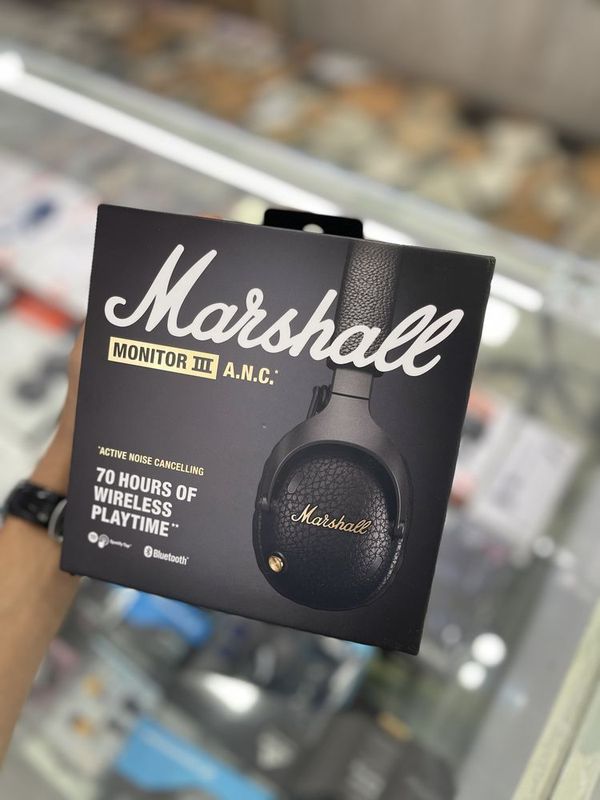 Marshall
MONITOR III A.N.C.*
*ACTIVE NOISE CANCELLING
70 HOURS OF
WIRELESS
PLAYTIME**
Bluetooth®
Marshall